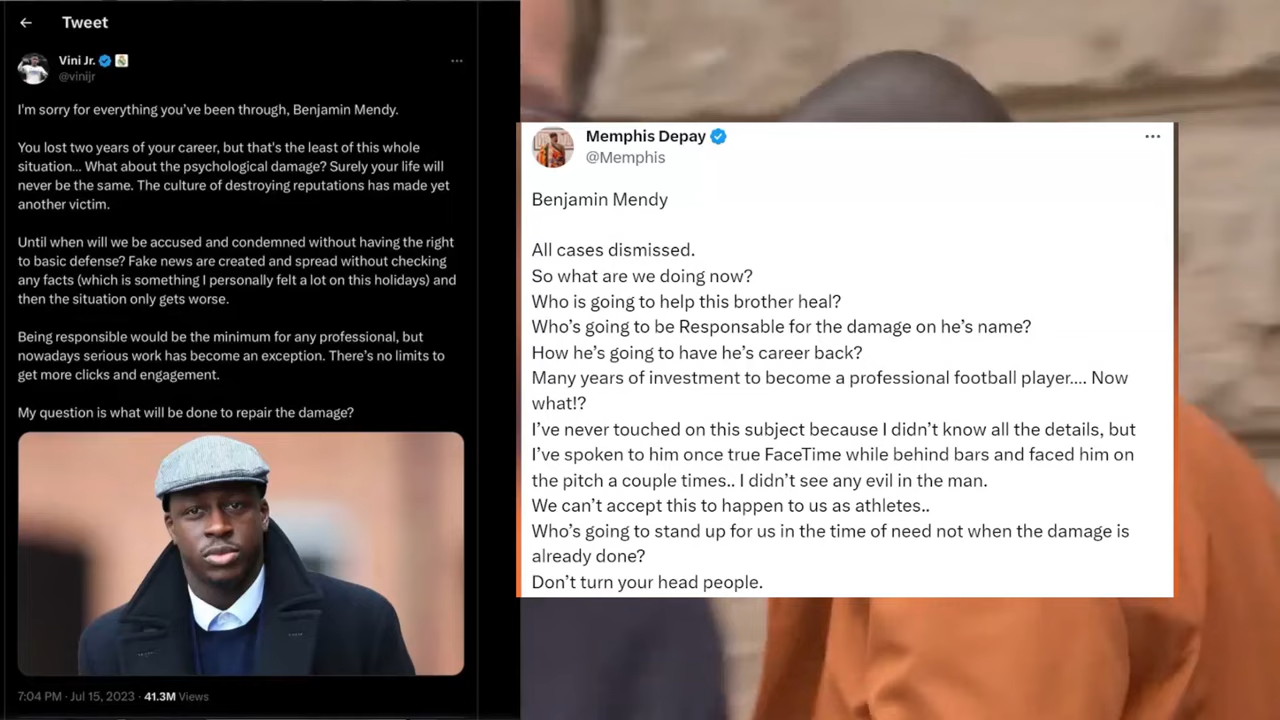 Tweet
Vini Jr.
@vinijr
I'm sorry for everything you've been through, Benjamin Mendy.
You lost two years of your career, but that's the least of this whole
situation... What about the psychological damage? Surely your life will
never be the same. The culture of destroying reputations has made yet
another victim.
Until when will we be accused and condemned without having the right
to basic defense? Fake news are created and spread without checking
any facts (which is something I personally felt a lot on this holidays) and
then the situation only gets worse.
Being responsible would be the minimum for any professional, but
nowadays serious work has become an exception. There's no limits to
get more clicks and engagement.
My question is what will be done to repair the damage?
7:04 PM · Jul 15, 2023 · 41.3M Views
Memphis Depay
@Memphis
Benjamin Mendy
All cases dismissed.
So what are we doing now?
Who is going to help this brother heal?
Who's going to be Responsable for the damage on he's name?
How he's going to have he's career back?
Many years of investment to become a professional football player.... Now
what!?
I've never touched on this subject because I didn't know all the details, but
I've spoken to him once true FaceTime while behind bars and faced him on
the pitch a couple times.. I didn't see any evil in the man.
We can't accept this to happen to us as athletes..
Who's going to stand up for us in the time of need not when the damage is
already done?
Don't turn your head people.